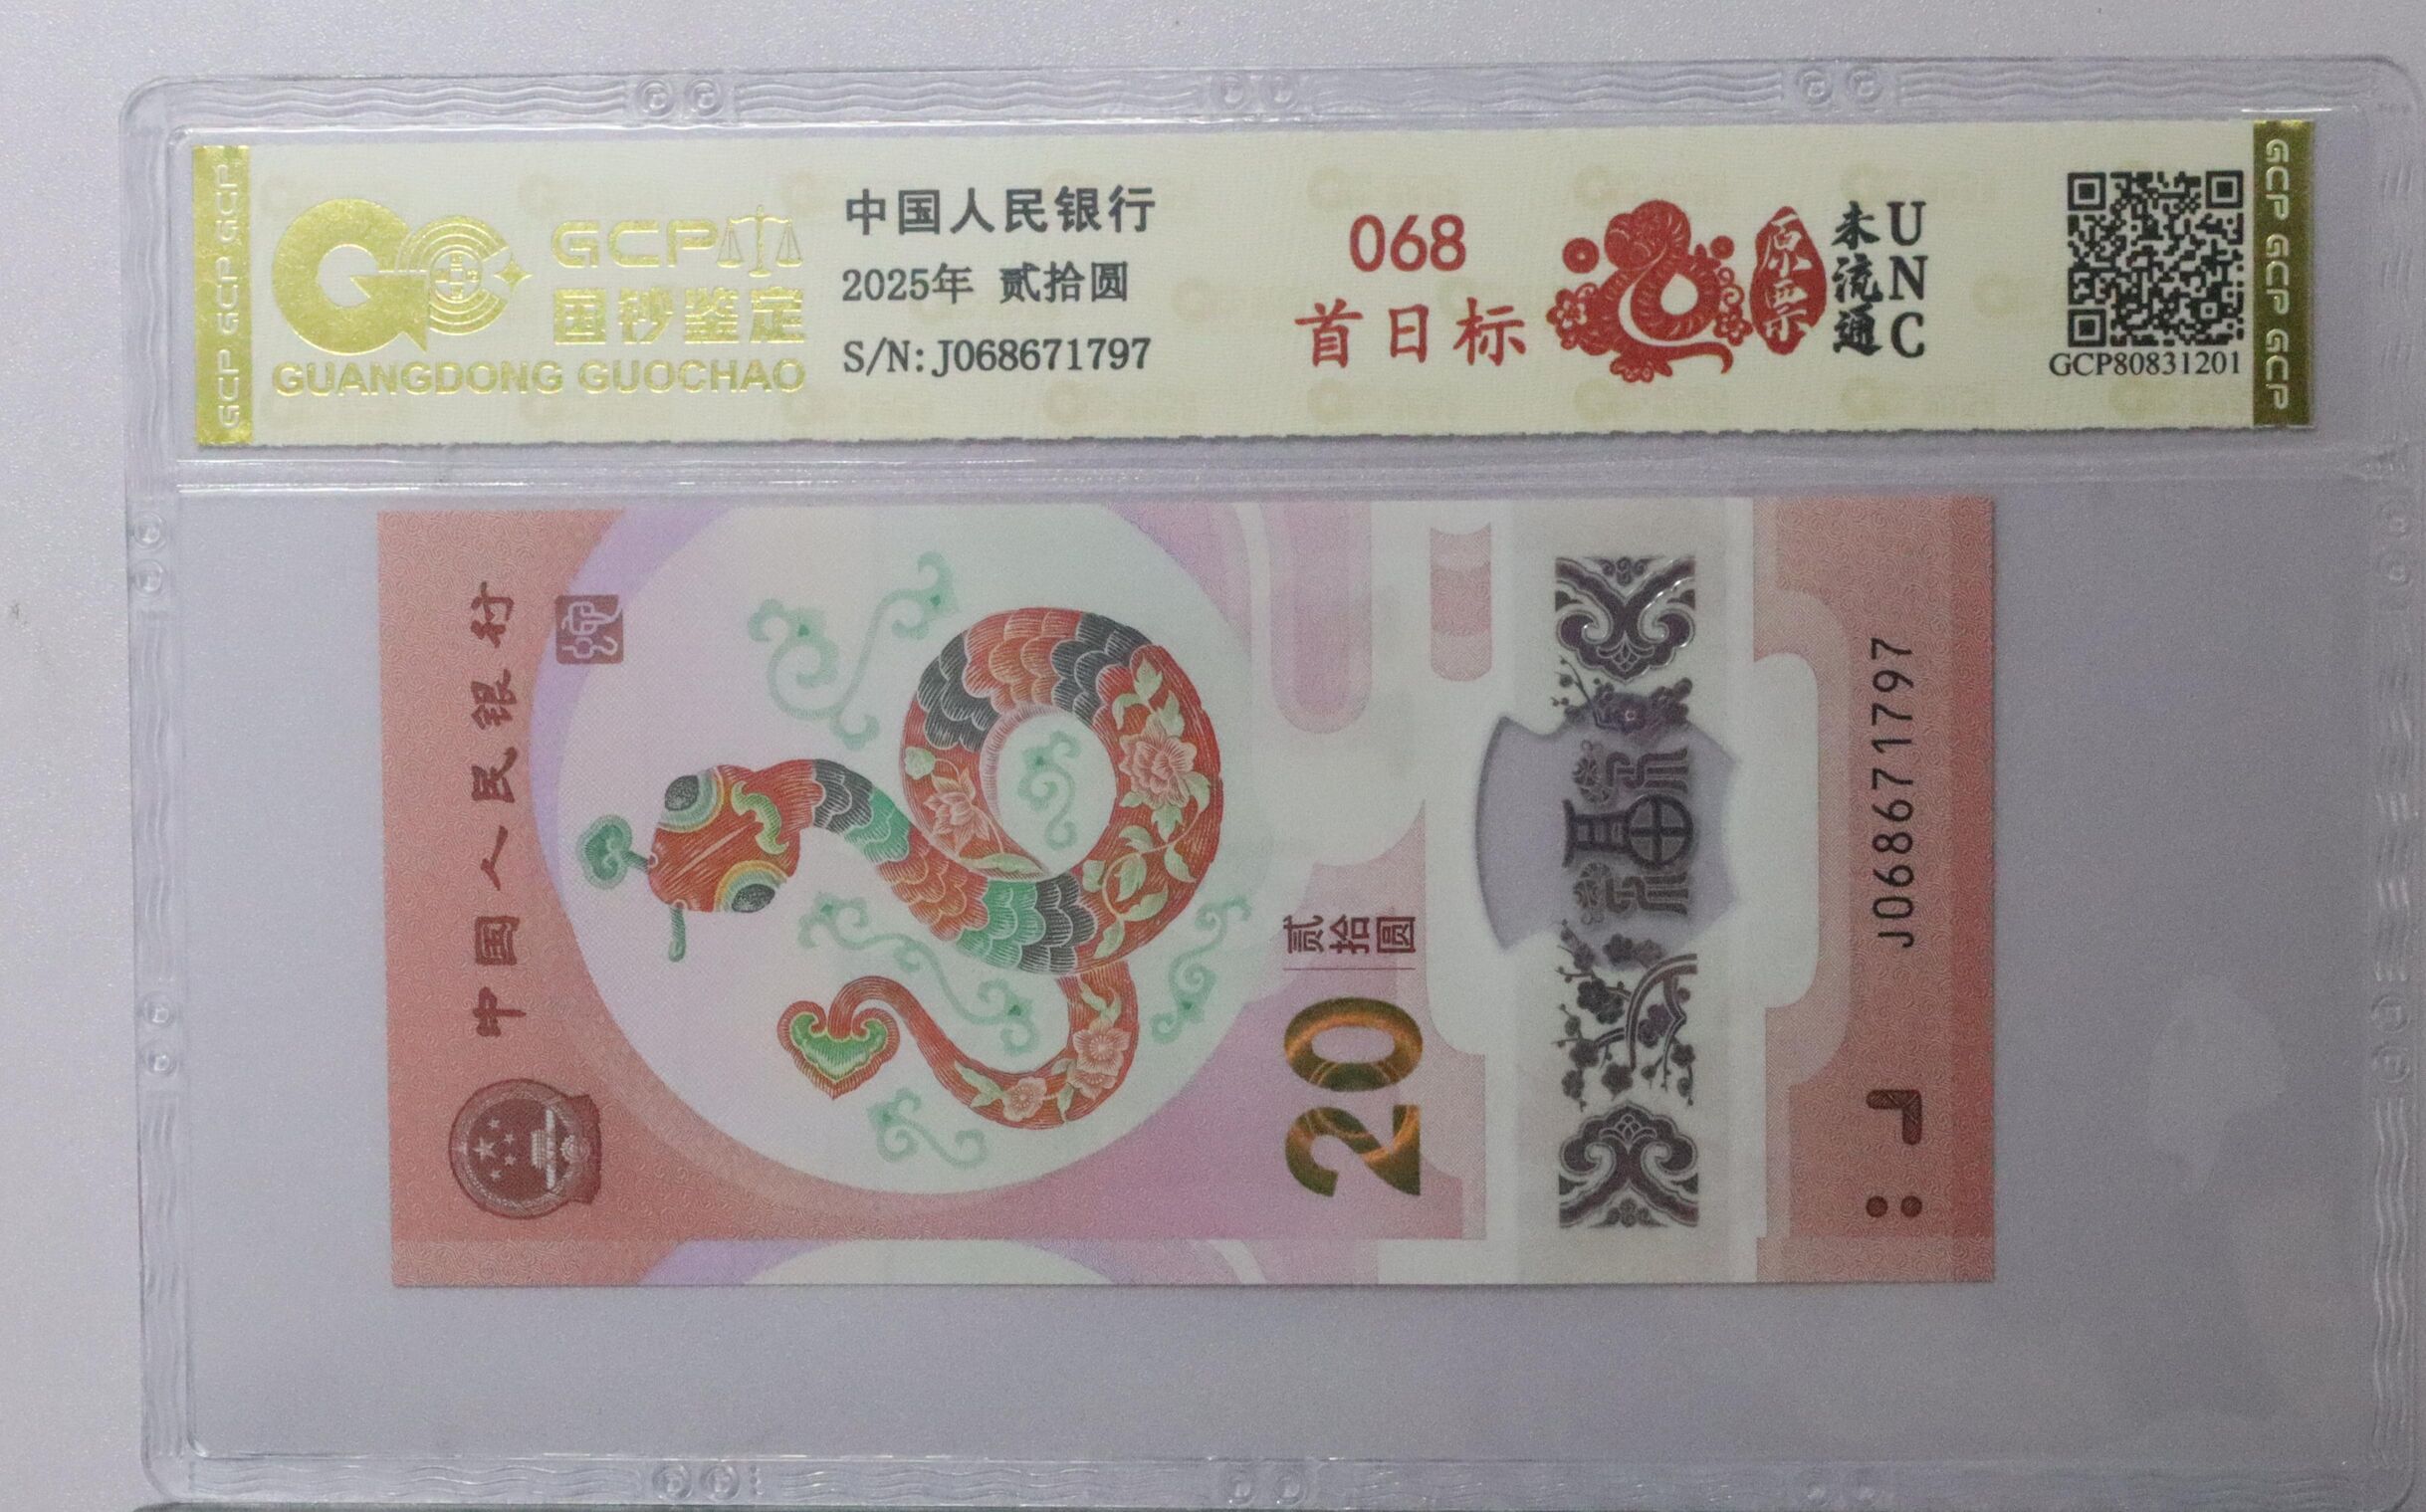 GCP GCP GCP
GCP
国钞鉴定
GUANGDONG GUOCHAO
中国人民银行
2025年 贰拾圆
S/N:J068671797
068
首日标
原票
未流通
UNC
GCP80831201
GCP GCP GCP
中国人民银行
贰拾圆
20
福
J068671797